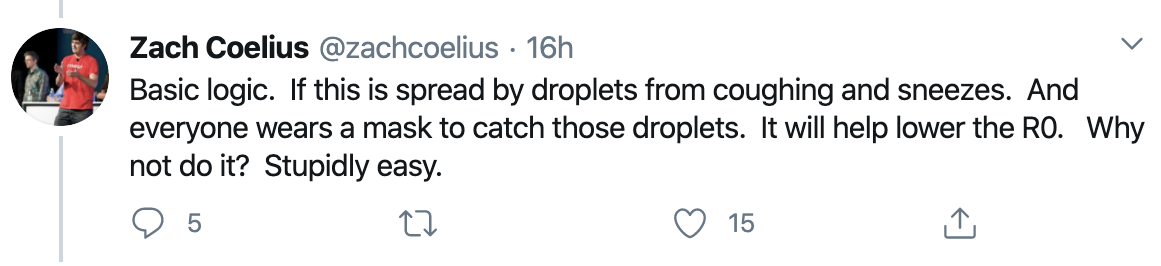 Zach Coelius @zachcoelius · 16h
Basic logic.  If this is spread by droplets from coughing and sneezes.  And
everyone wears a mask to catch those droplets.  It will help lower the R0.   Why
not do it?  Stupidly easy.
5 15